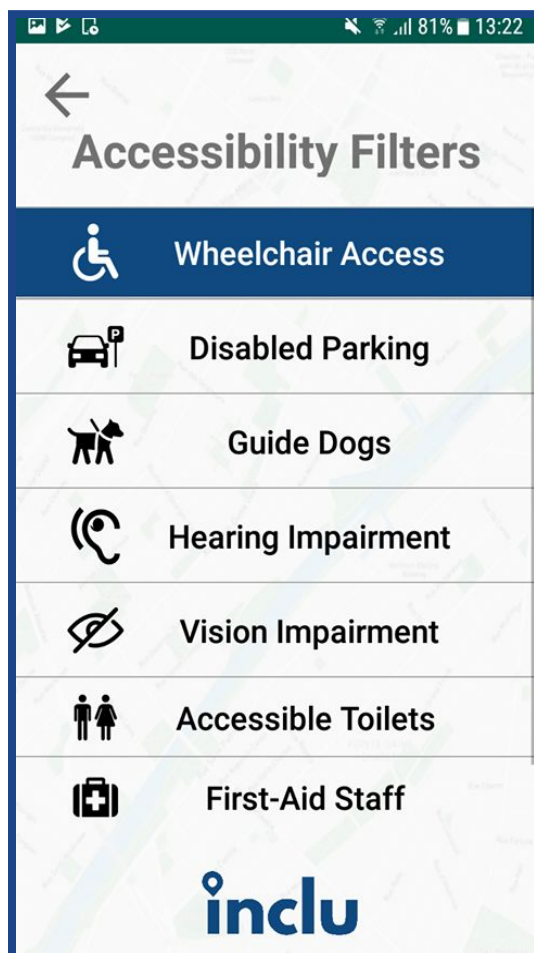 81% 13:22
Accessibility Filters
Wheelchair Access
P
Disabled Parking
Guide Dogs
Hearing Impairment
Vision Impairment
Accessible Toilets
First-Aid Staff
inclu